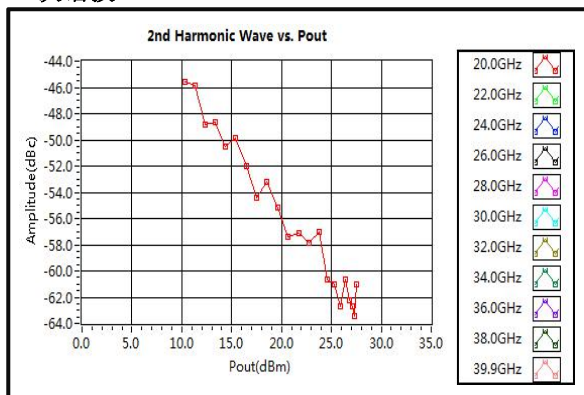 2nd Harmonic Wave vs. Pout
-44.0
-46.0
-48.0
-50.0
-52.0
-54.0
-56.0
-58.0
-60.0
-62.0
-64.0
Amplitude(dBc)
0.0 5.0 10.0 15.0 20.0 25.0 30.0 35.0
Pout(dBm)
20.0GHz
22.0GHz
24.0GHz
26.0GHz
28.0GHz
30.0GHz
32.0GHz
34.0GHz
36.0GHz
38.0GHz
39.9GHz